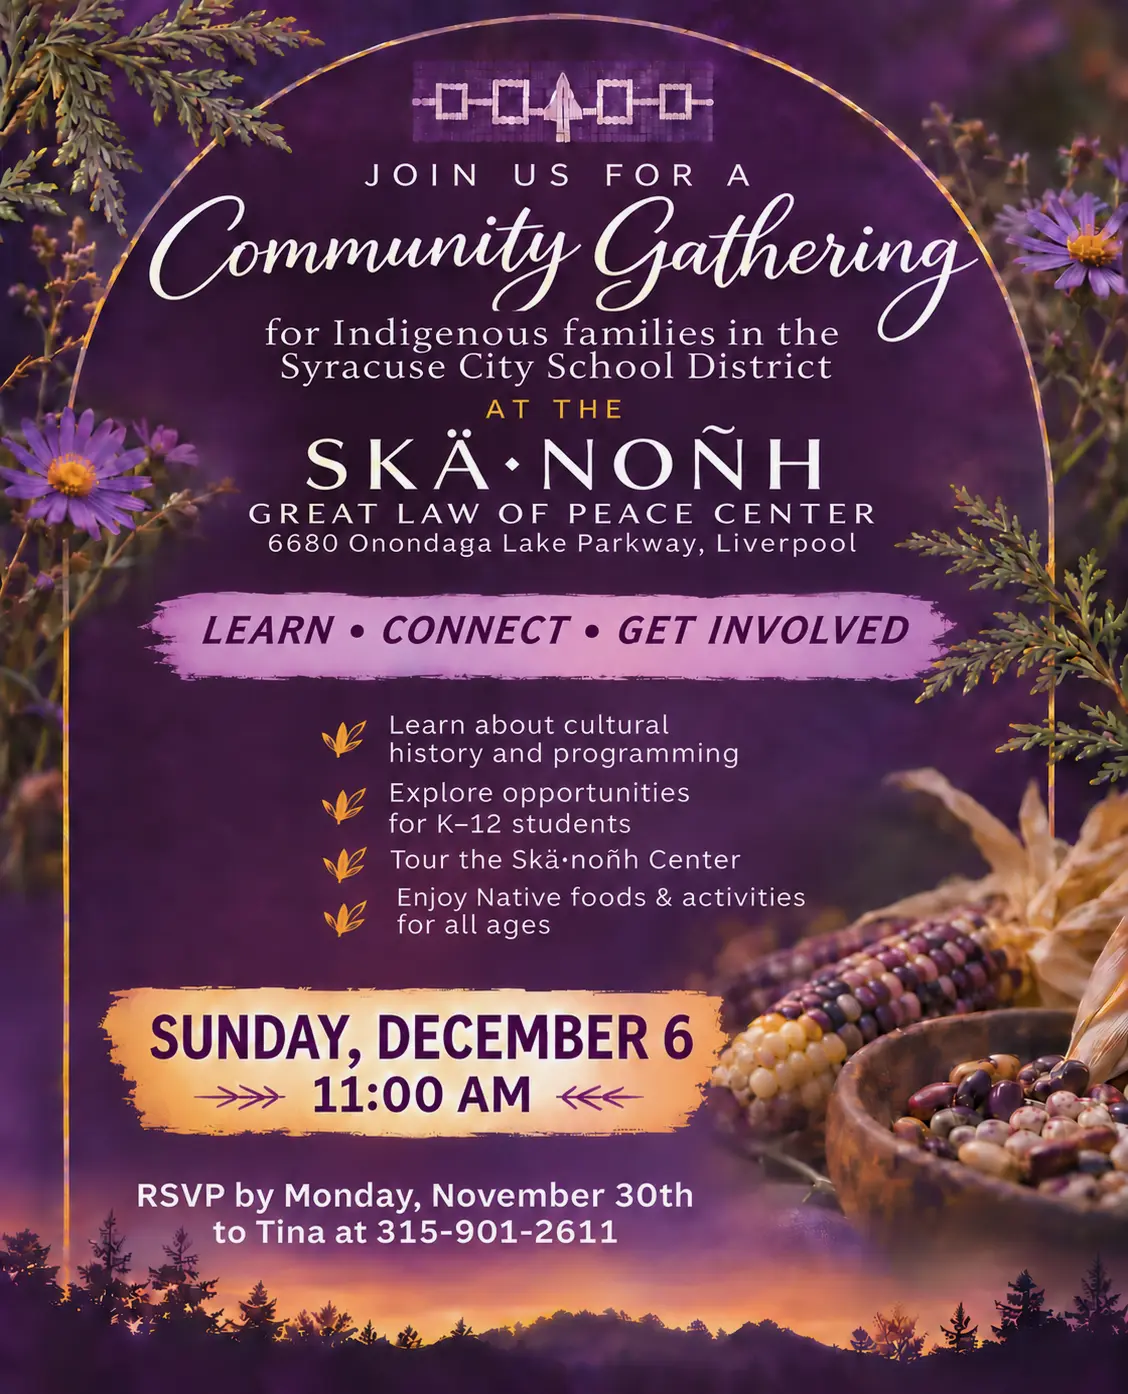 JOIN US FOR A
Community Gathering
for Indigenous families in the
Syracuse City School District
AT THE
SKÄ·NOÑH
GREAT LAW OF PEACE CENTER
6680 Onondaga Lake Parkway, Liverpool
LEARN • CONNECT • GET INVOLVED
Learn about cultural
history and programming
Explore opportunities
for K–12 students
Tour the Skä·noñh Center
Enjoy Native foods & activities
for all ages
SUNDAY, DECEMBER 6
11:00 AM
RSVP by Monday, November 30th
to Tina at 315-901-2611